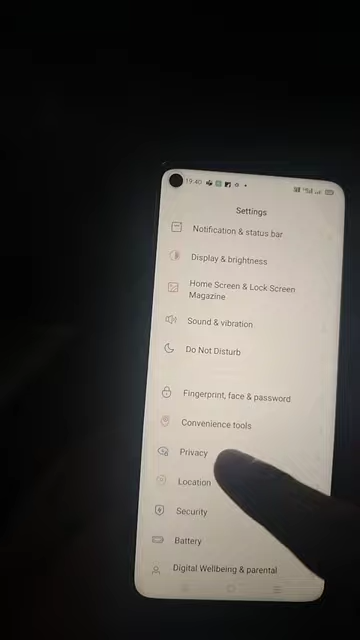 19:40
Settings
Notification & status bar
Display & brightness
Home Screen & Lock Screen
Magazine
Sound & vibration
Do Not Disturb
Fingerprint, face & password
Convenience tools
Privacy
Location
Security
Battery
Digital Wellbeing & parental